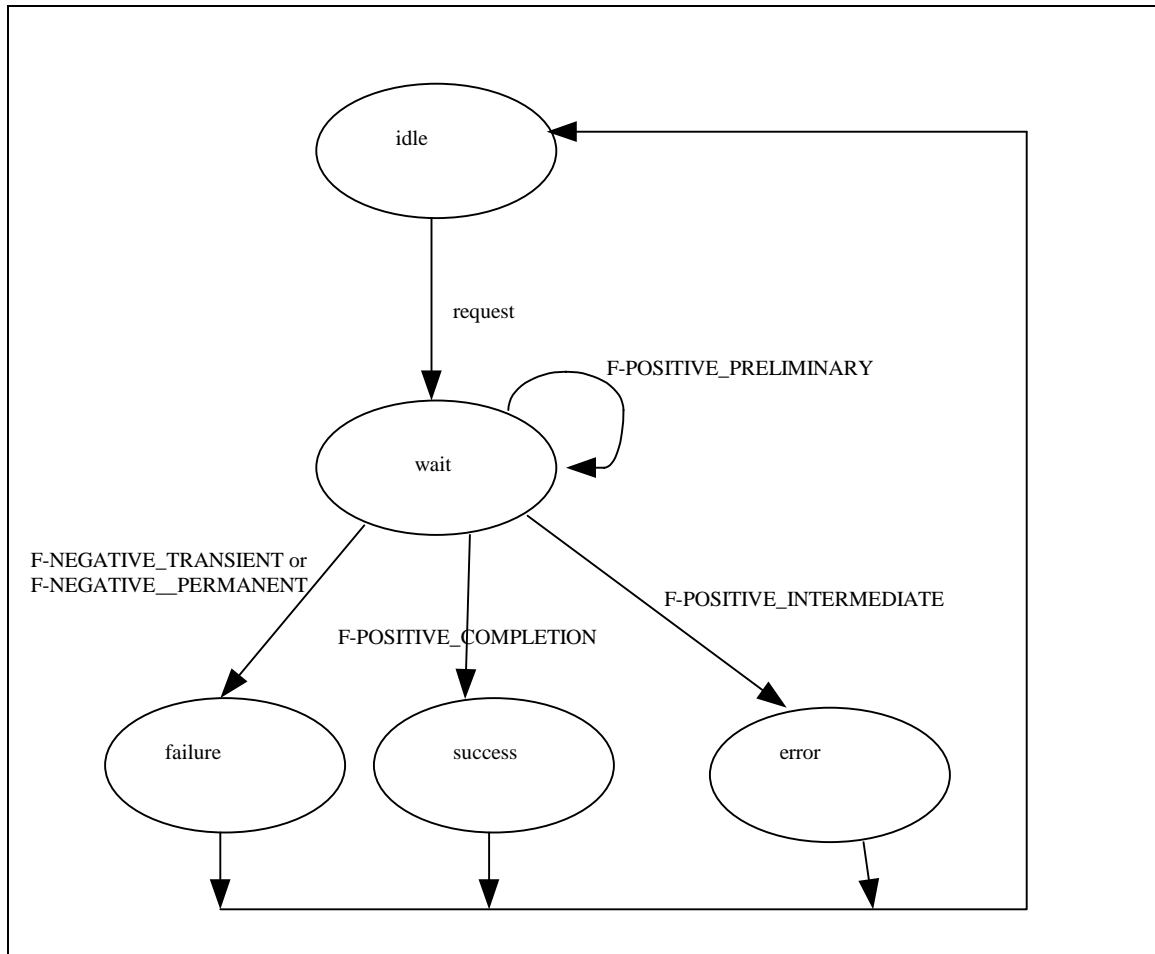 idle
request
F-POSITIVE_PRELIMINARY
wait
F-NEGATIVE_TRANSIENT or
F-NEGATIVE__PERMANENT
F-POSITIVE_INTERMEDIATE
F-POSITIVE_COMPLETION
failure
success
error